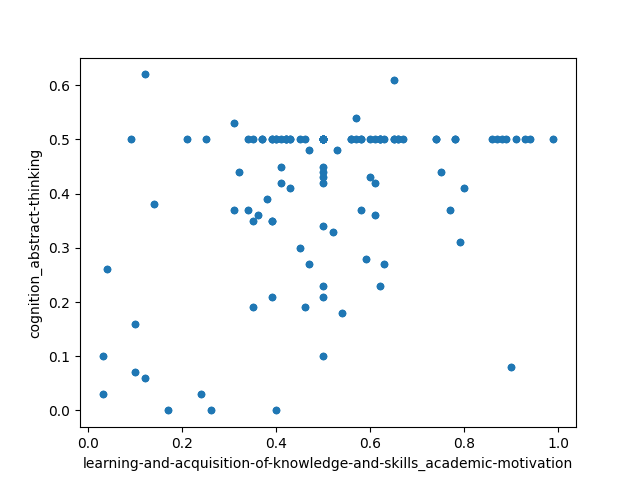 0.6
0.5
0.4
0.3
0.2
0.1
0.0
cognition_abstract-thinking
0.0 0.2 0.4 0.6 0.8 1.0
learning-and-acquisition-of-knowledge-and-skills_academic-motivation